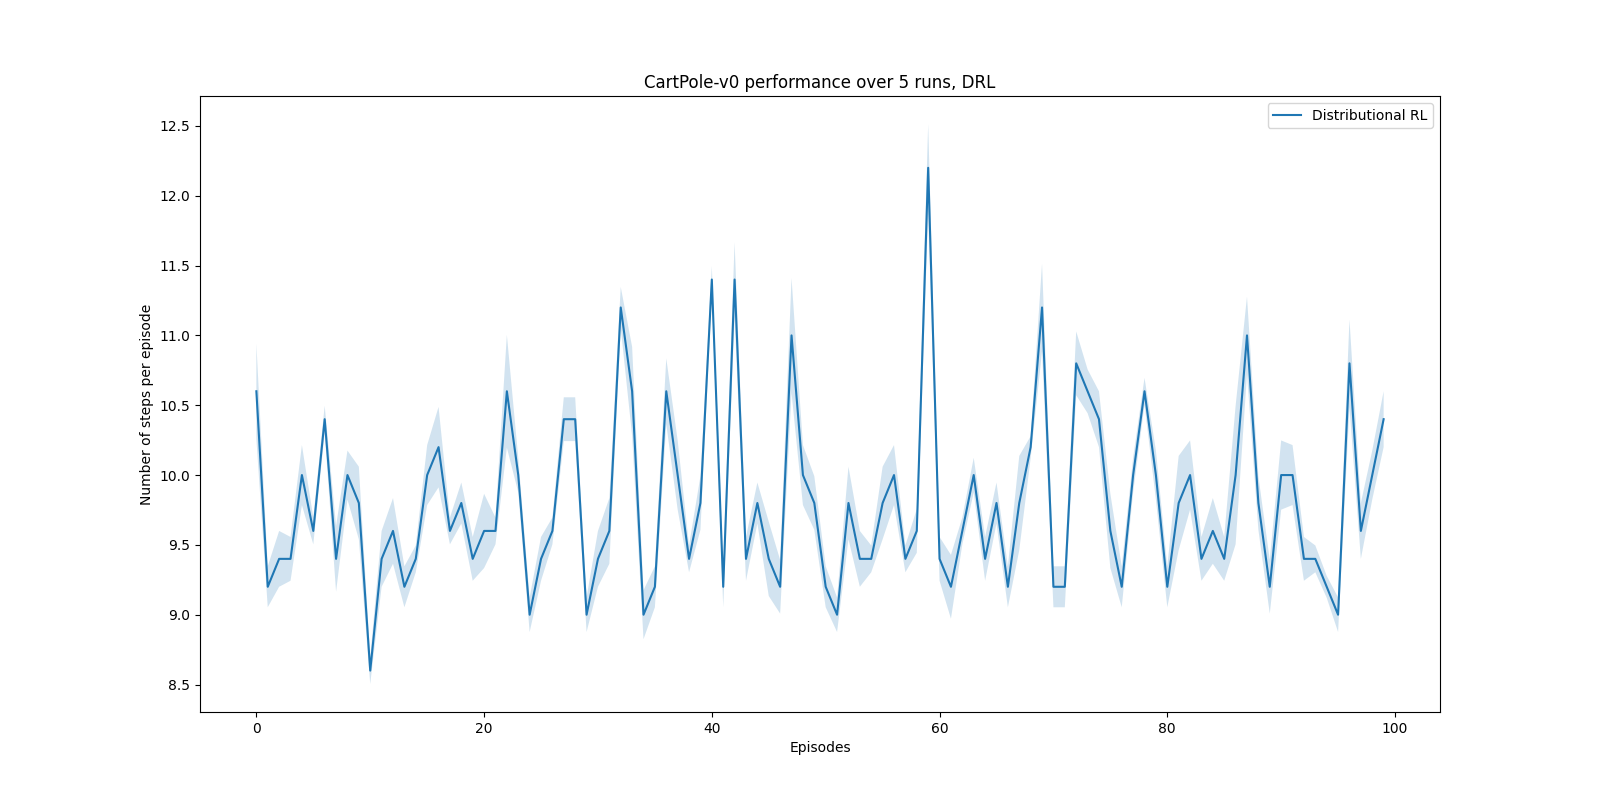 CartPole-v0 performance over 5 runs, DRL
Distributional RL
Number of steps per episode
12.5
12.0
11.5
11.0
10.5
10.0
9.5
9.0
8.5
0 20 40 60 80 100
Episodes